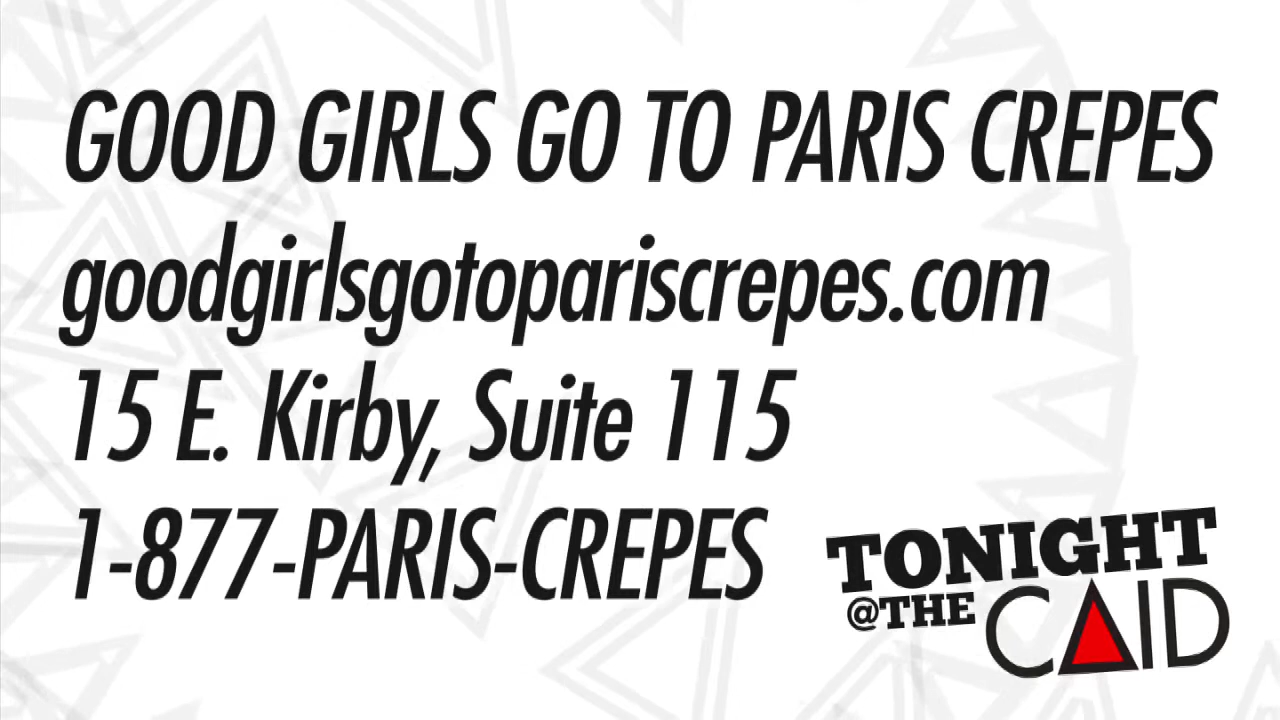 GOOD GIRLS GO TO PARIS CREPES
goodgirlsgotopariscrepes.com
15 E. Kirby, Suite 115
1-877-PARIS-CREPES
TONIGHT
@THE CAID